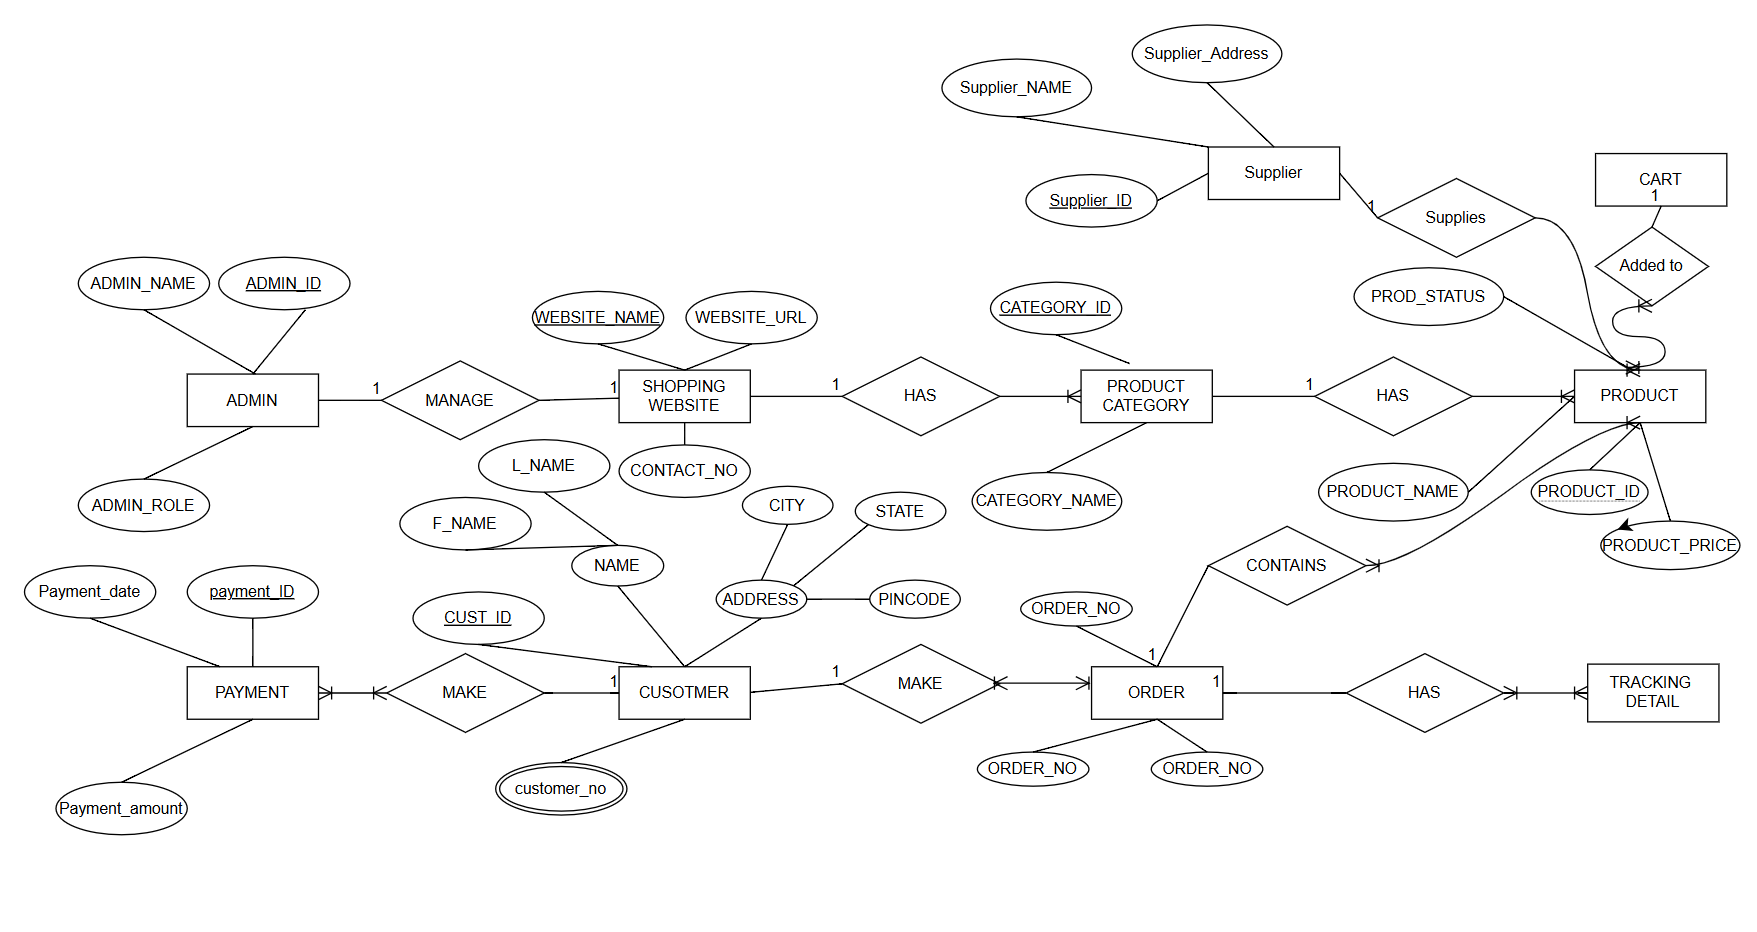 Supplier_Address
Supplier_NAME
Supplier
CART
1
Supplier_ID
1
Supplies
Added to
ADMIN_NAME
ADMIN_ID
PROD_STATUS
WEBSITE_NAME
WEBSITE_URL
CATEGORY_ID
ADMIN
1
MANAGE
1
SHOPPING
WEBSITE
1
HAS
PRODUCT
CATEGORY
1
HAS
PRODUCT
L_NAME
CONTACT_NO
ADMIN_ROLE
F_NAME
CITY
STATE
CATEGORY_NAME
PRODUCT_NAME
PRODUCT_ID
PRODUCT_PRICE
NAME
CONTAINS
Payment_date
payment_ID
CUST_ID
ADDRESS
PINCODE
ORDER_NO
1
PAYMENT
MAKE
1
CUSOTMER
1
MAKE
ORDER
1
HAS
TRACKING
DETAIL
Payment_amount
customer_no
ORDER_NO
ORDER_NO